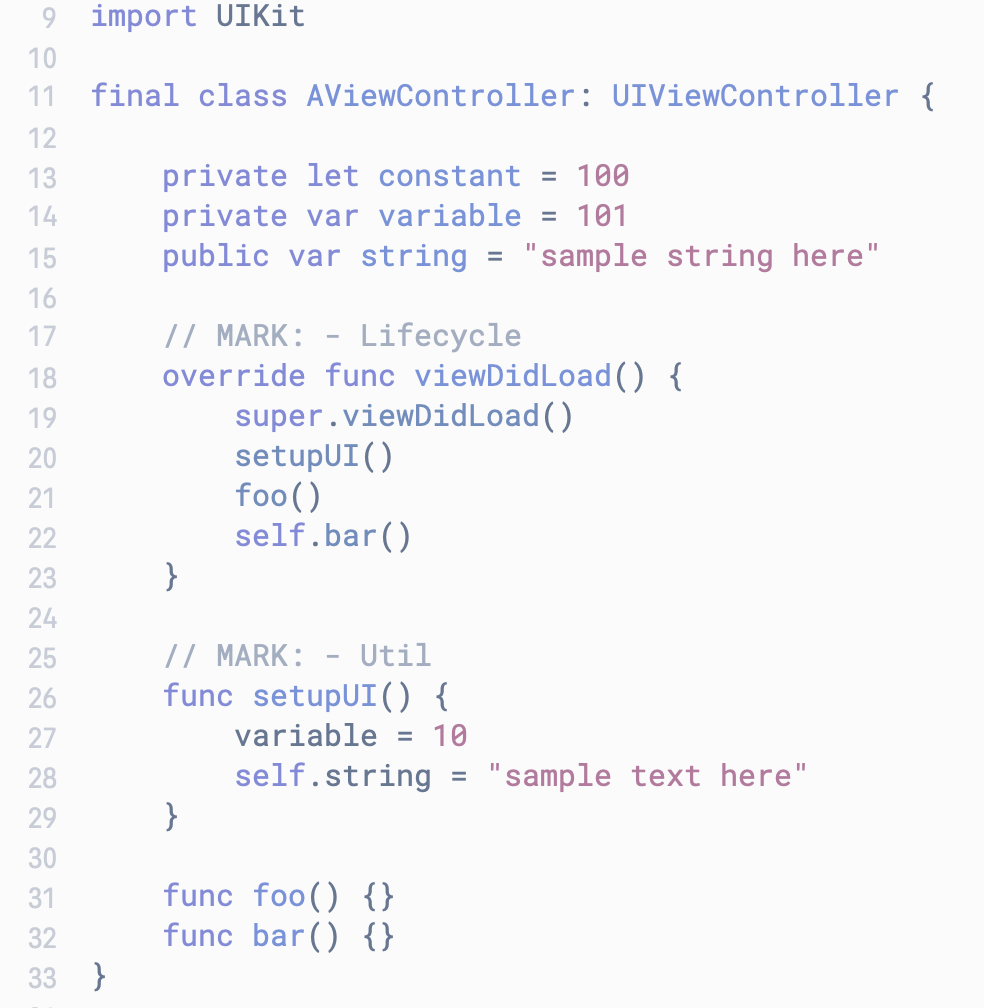 9 import UIKit
10
11 final class AViewController: UIViewController {
12
13     private let constant = 100
14     private var variable = 101
15     public var string = "sample string here"
16
17     // MARK: - Lifecycle
18     override func viewDidLoad() {
19         super.viewDidLoad()
20         setupUI()
21         foo()
22         self.bar()
23     }
24
25     // MARK: - Util
26     func setupUI() {
27         variable = 10
28         self.string = "sample text here"
29     }
30
31     func foo() {}
32     func bar() {}
33 }